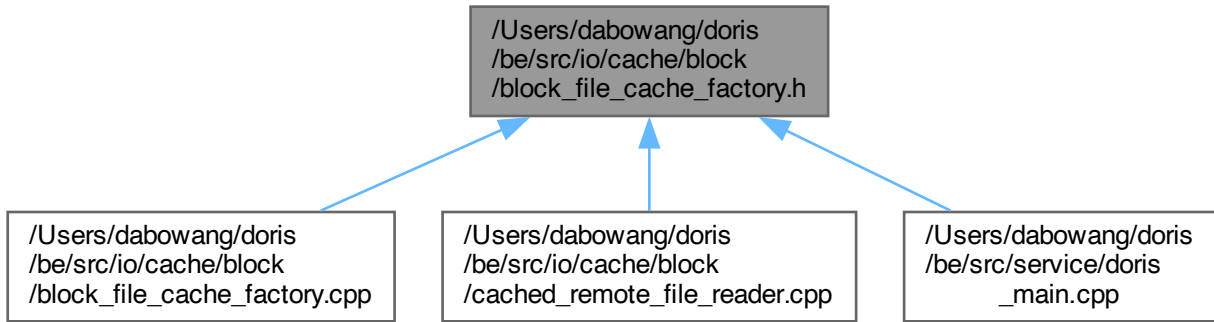 /Users/dabowang/doris
/be/src/io/cache/block
/block_file_cache_factory.h
/Users/dabowang/doris
/be/src/io/cache/block
/block_file_cache_factory.cpp
/Users/dabowang/doris
/be/src/io/cache/block
/cached_remote_file_reader.cpp
/Users/dabowang/doris
/be/src/service/doris
_main.cpp